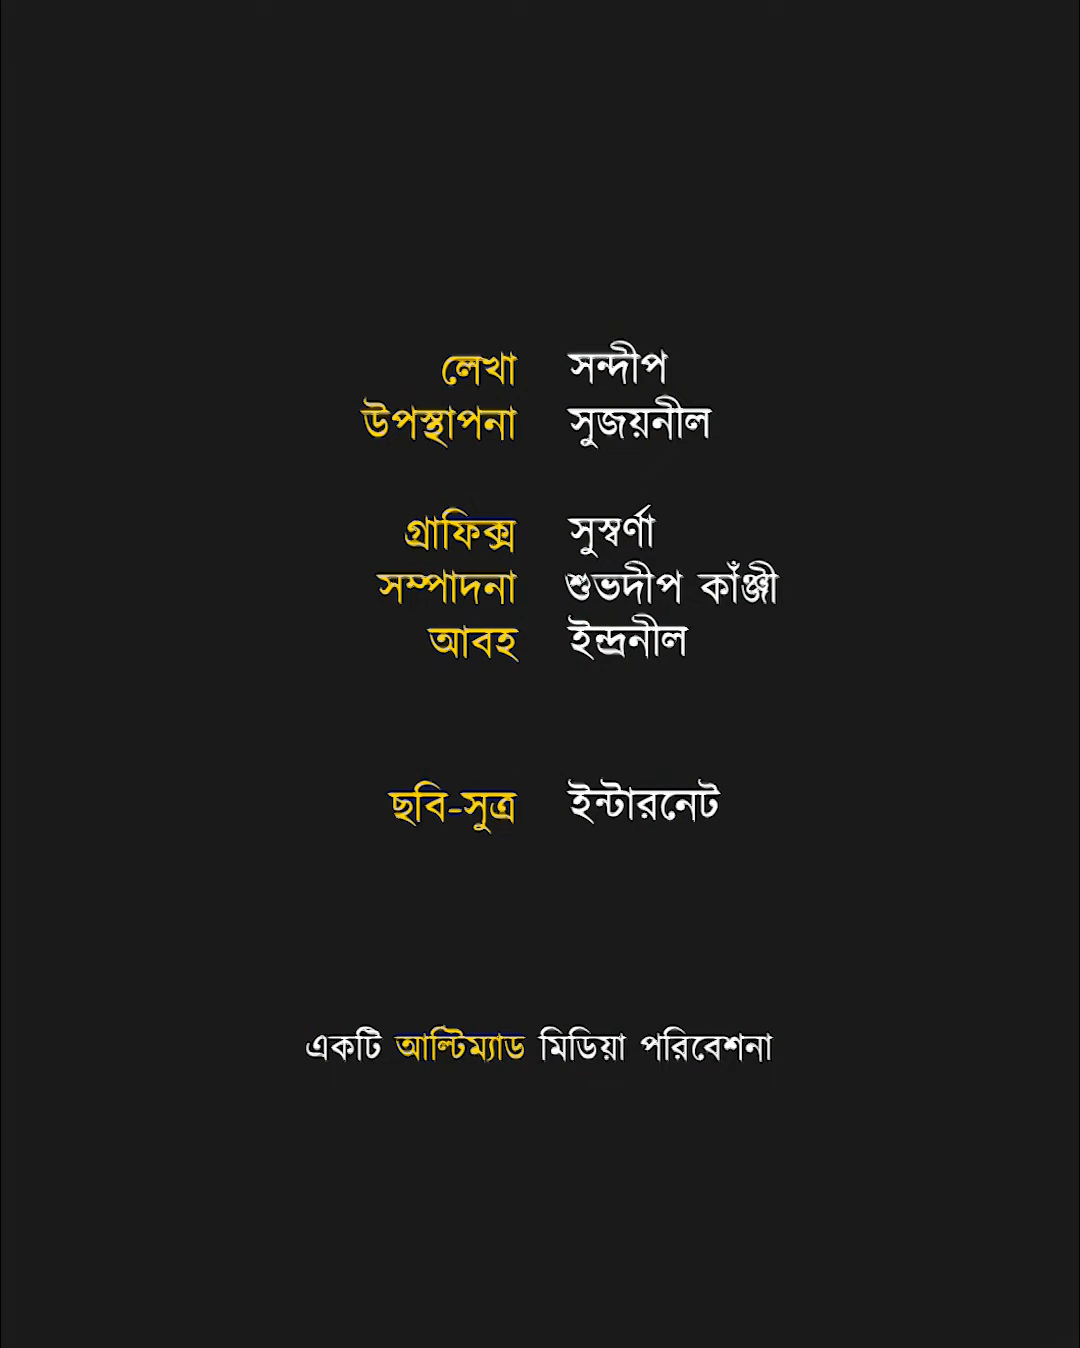 লেখা সন্দীপ
উপস্থাপনা সুজয়নীল
গ্রাফিক্স সুস্বর্ণা
সম্পাদনা শুভদীপ কাঁঞ্জী
আবহ ইন্দ্রনীল
ছবি-সুত্র ইন্টারনেট
একটি আল্টিম্যাড মিডিয়া পরিবেশনা